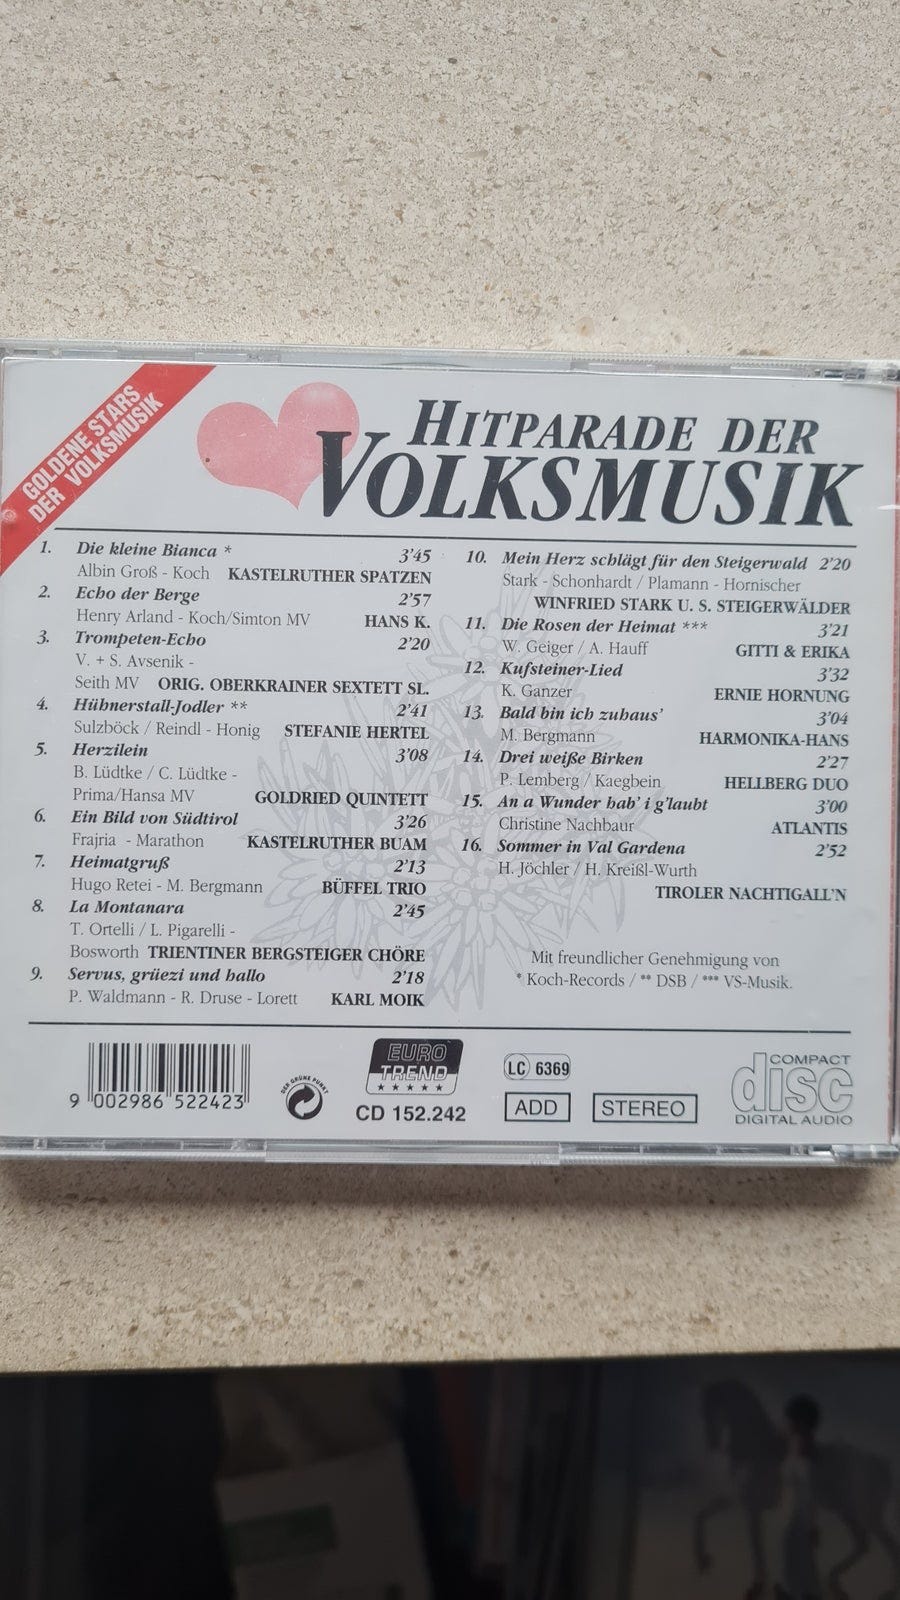 GOLDENE STARS
DER VOLKSMUSIK
HITPARADE DER
VOLKSMUSIK
1. Die kleine Bianca * 3'45
Albin Groß - Koch KASTELRUTHER SPATZEN
2. Echo der Berge 2'57
Henry Arland - Koch/Simton MV HANS K.
3. Trompeten-Echo 2'20
V. + S. Avsenik -
Seith MV ORIG. OBERKRAINER SEXTETT SL.
4. Hühnerstall-Jodler ** 2'41
Sulzböck / Reindl - Honig STEFANIE HERTEL
5. Herzilein 3'08
B. Lüdtke / C. Lüdtke -
Prima/Hansa MV GOLDRIED QUINTETT
6. Ein Bild von Südtirol 3'26
Frajria - Marathon KASTELRUTHER BUAM
7. Heimatgruß 2'13
Hugo Retei - M. Bergmann BÜFFEL TRIO
8. La Montanara 2'45
T. Ortelli / L. Pigarelli -
Bosworth TRIENTINER BERGSTEIGER CHÖRE
9. Servus, grüezi und hallo 2'18
P. Waldmann - R. Druse - Lorett KARL MOIK
10. Mein Herz schlägt für den Steigerwald 2'20
Stark - Schonhardt / Plamann - Hornischer
WINFRIED STARK U. S. STEIGERWÄLDER
11. Die Rosen der Heimat *** 3'21
W. Geiger / A. Hauff GITTI & ERIKA
12. Kufsteiner-Lied 3'32
K. Ganzer ERNIE HORNUNG
13. Bald bin ich zuhaus' 3'04
M. Bergmann HARMONIKA-HANS
14. Drei weiße Birken 2'27
P. Lemberg / Kaegbein HELLBERG DUO
15. An a Wunder hab' i g'laubt 3'00
Christine Nachbaur ATLANTIS
16. Sommer in Val Gardena 2'52
H. Jöchler / H. Kreißl-Wurth
TIROLER NACHTIGALL'N
Mit freundlicher Genehmigung von
* Koch-Records / ** DSB / *** VS-Musik.
9 002986 522423
DER GRÜNE PUNKT
EURO
TREND
CD 152.242
LC 6369
ADD
STEREO
COMPACT
disc
DIGITAL AUDIO